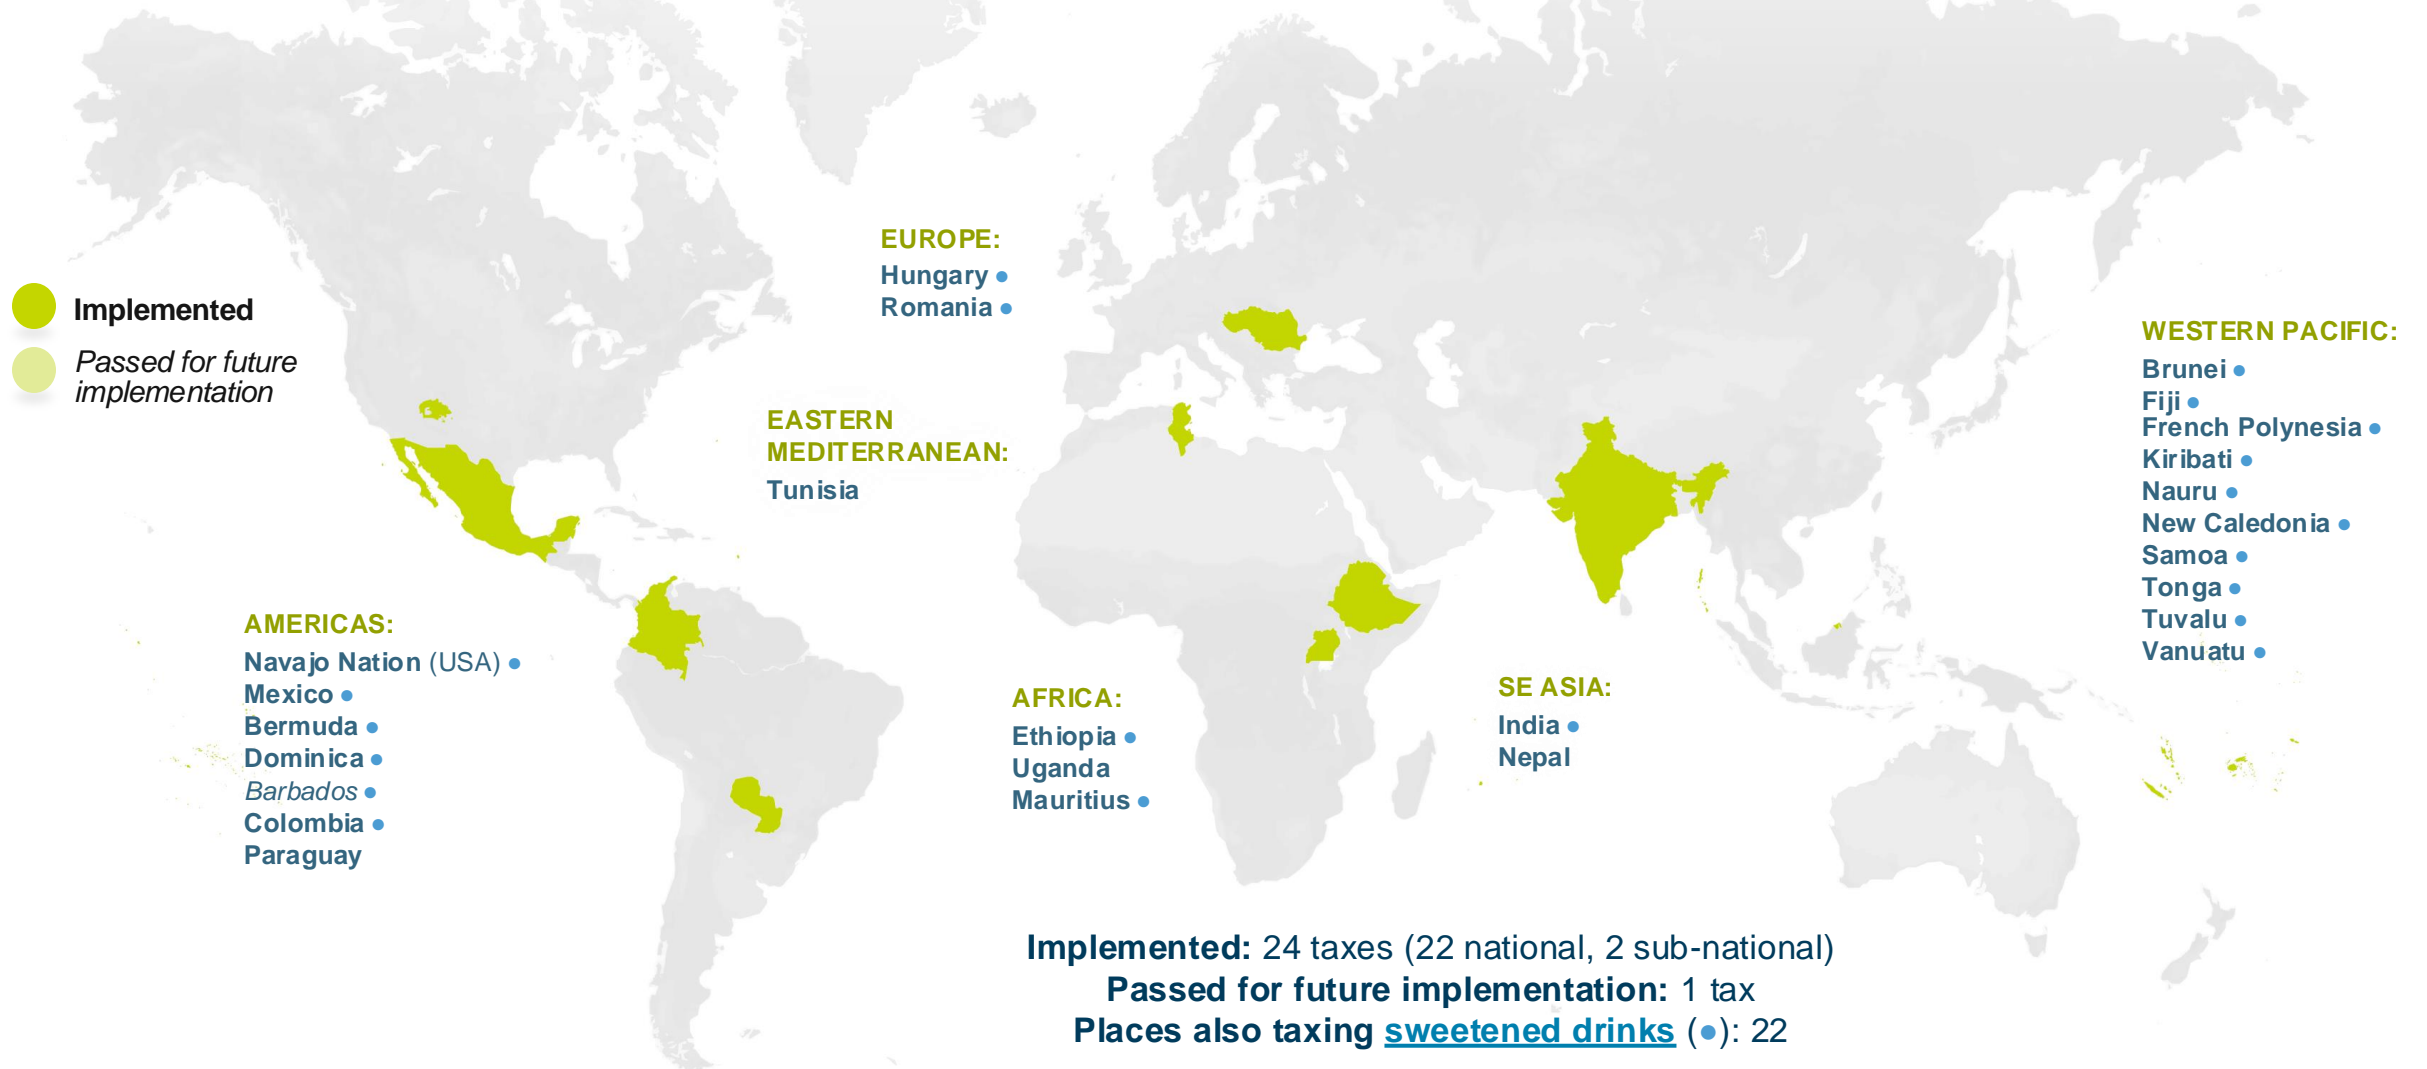 Implemented
Passed for future
implementation
EUROPE:
Hungary ●
Romania ●
EASTERN
MEDITERRANEAN:
Tunisia
AMERICAS:
Navajo Nation (USA) ●
Mexico ●
Bermuda ●
Dominica ●
Barbados ●
Colombia ●
Paraguay
AFRICA:
Ethiopia ●
Uganda
Mauritius ●
SE ASIA:
India ●
Nepal
WESTERN PACIFIC:
Brunei ●
Fiji ●
French Polynesia ●
Kiribati ●
Nauru ●
New Caledonia ●
Samoa ●
Tonga ●
Tuvalu ●
Vanuatu ●
Implemented: 24 taxes (22 national, 2 sub-national)
Passed for future implementation: 1 tax
Places also taxing sweetened drinks (●): 22